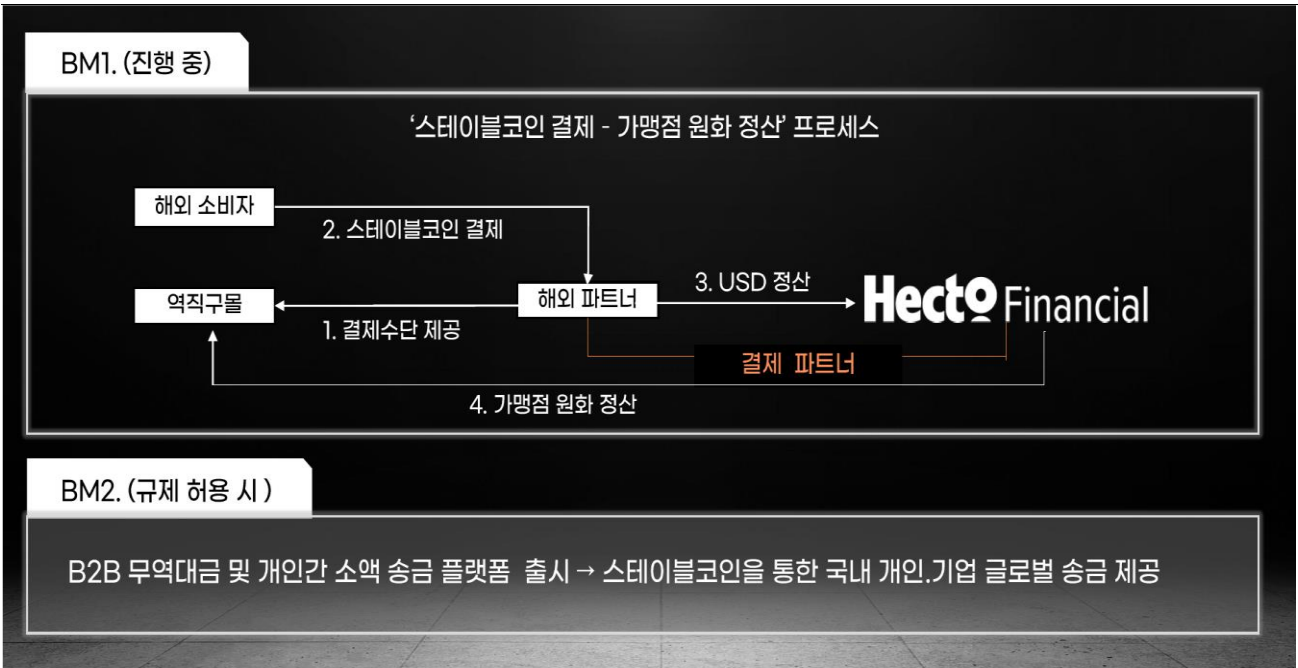 BM1. (진행 중)
‘스테이블코인 결제 - 가맹점 원화 정산’ 프로세스
해외 소비자
2. 스테이블코인 결제
역직구몰
1. 결제수단 제공
해외 파트너
3. USD 정산
Hecto Financial
결제 파트너
4. 가맹점 원화 정산
BM2. (규제 허용 시 )
B2B 무역대금 및 개인간 소액 송금 플랫폼 출시 → 스테이블코인을 통한 국내 개인.기업 글로벌 송금 제공